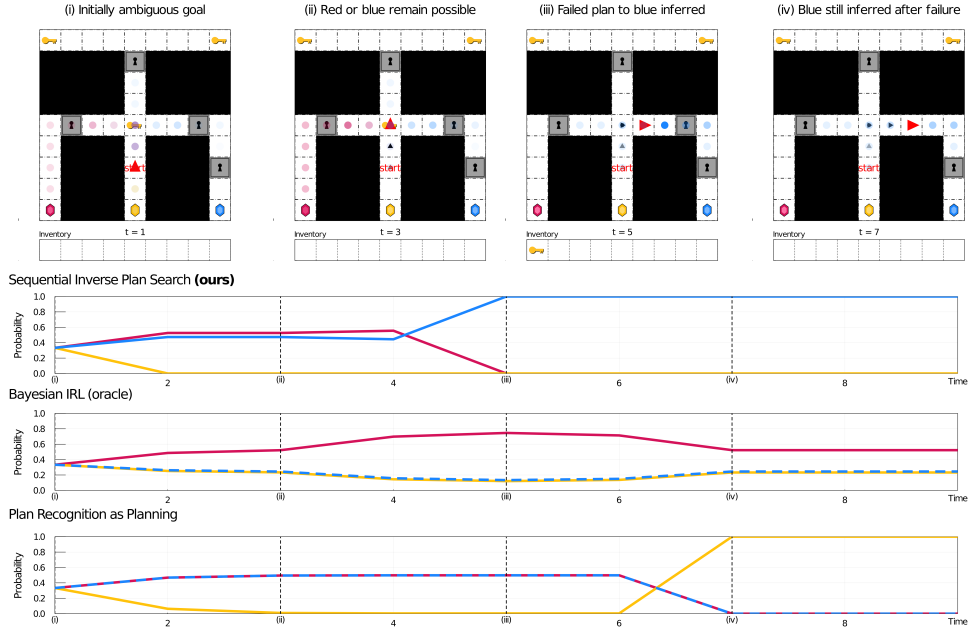 (i) Initially ambiguous goal
(ii) Red or blue remain possible
(iii) Failed plan to blue inferred
(iv) Blue still inferred after failure
start
start
start
start
Inventory
t = 1
Inventory
t = 3
Inventory
t = 5
Inventory
t = 7
Sequential Inverse Plan Search (ours)
Probability
1.0
0.8
0.6
0.4
0.2
0.0
(i) 2 (ii) 4 (iii) 6 (iv) 8 Time
Bayesian IRL (oracle)
Probability
1.0
0.8
0.6
0.4
0.2
0.0
(i) 2 (ii) 4 (iii) 6 (iv) 8 Time
Plan Recognition as Planning
Probability
1.0
0.8
0.6
0.4
0.2
0.0
(i) 2 (ii) 4 (iii) 6 (iv) 8 Time